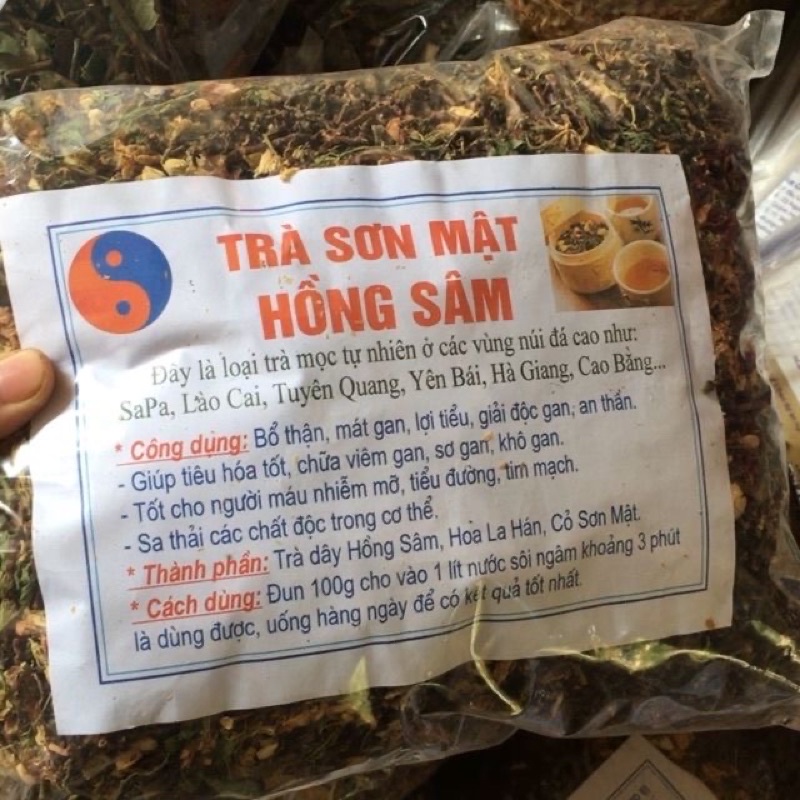 TRÀ SƠN MẬT
HỒNG SÂM
Đây là loại trà mọc tự nhiên ở các vùng núi đá cao như:
SaPa, Lào Cai, Tuyên Quang, Yên Bái, Hà Giang, Cao Bằng...
* Công dụng: Bổ thận, mát gan, lợi tiểu, giải độc gan, an thần.
- Giúp tiêu hóa tốt, chữa viêm gan, sơ gan, khô gan.
- Tốt cho người máu nhiễm mỡ, tiểu đường, tim mạch.
- Sa thải các chất độc trong cơ thể.
* Thành phần: Trà dây Hồng Sâm, Hoa La Hán, Cỏ Sơn Mật.
* Cách dùng: Đun 100g cho vào 1 lít nước sôi ngâm khoảng 3 phút
là dùng được, uống hàng ngày để có kết quả tốt nhất.